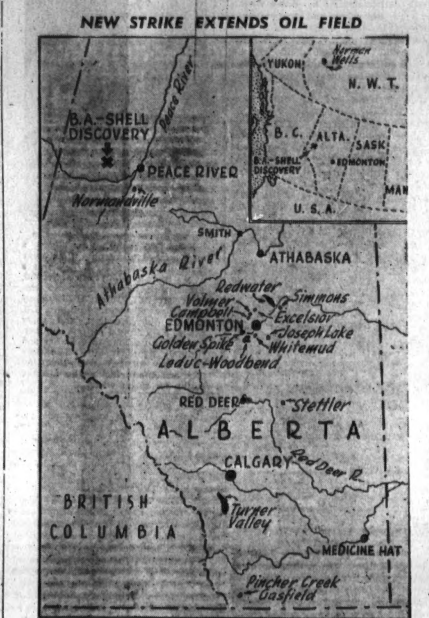 NEW STRIKE EXTENDS OIL FIELD
YUKON
Norman
Wells
N. W. T.
B. C.
ALTA.
SASK
B.A.-SHELL
DISCOVERY
EDMONTON
MAN
U. S. A.
Peace River
B.A.-SHELL
DISCOVERY
PEACE RIVER
Normandville
SMITH
ATHABASKA
Athabaska River
Redwater
Simmons
Volmer
Campbell
Excelsior
EDMONTON
Joseph Lake
Golden Spike
Whitemud
Leduc-Woodbend
RED DEER
Stettler
ALBERTA
Red Deer R.
CALGARY
BRITISH
COLUMBIA
Turner
Valley
MEDICINE HAT
Pincher Creek
Gasfield